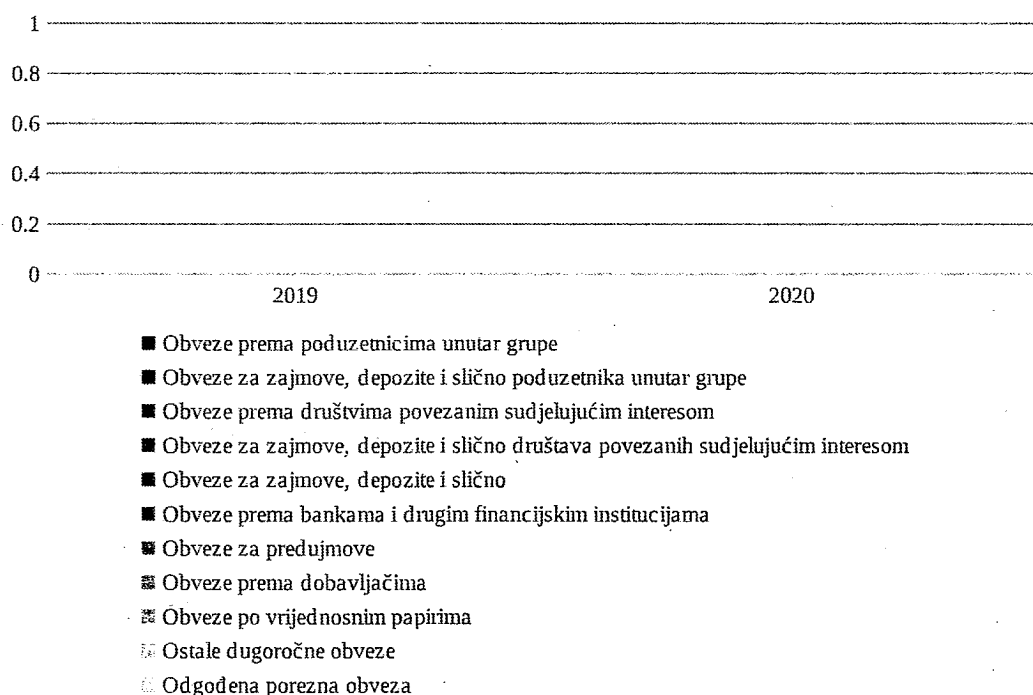 1
0.8
0.6
0.4
0.2
0
2019 2020
Obveze prema poduzetnicima unutar grupe
Obveze za zajmove, depozite i slično poduzetnika unutar grupe
Obveze prema društvima povezanim sudjelujućim interesom
Obveze za zajmove, depozite i slično društava povezanih sudjelujućim interesom
Obveze za zajmove, depozite i slično
Obveze prema bankama i drugim financijskim institucijama
Obveze za predujmove
Obveze prema dobavljačima
Obveze po vrijednosnim papirima
Ostale dugoročne obveze
Odgođena porezna obveza